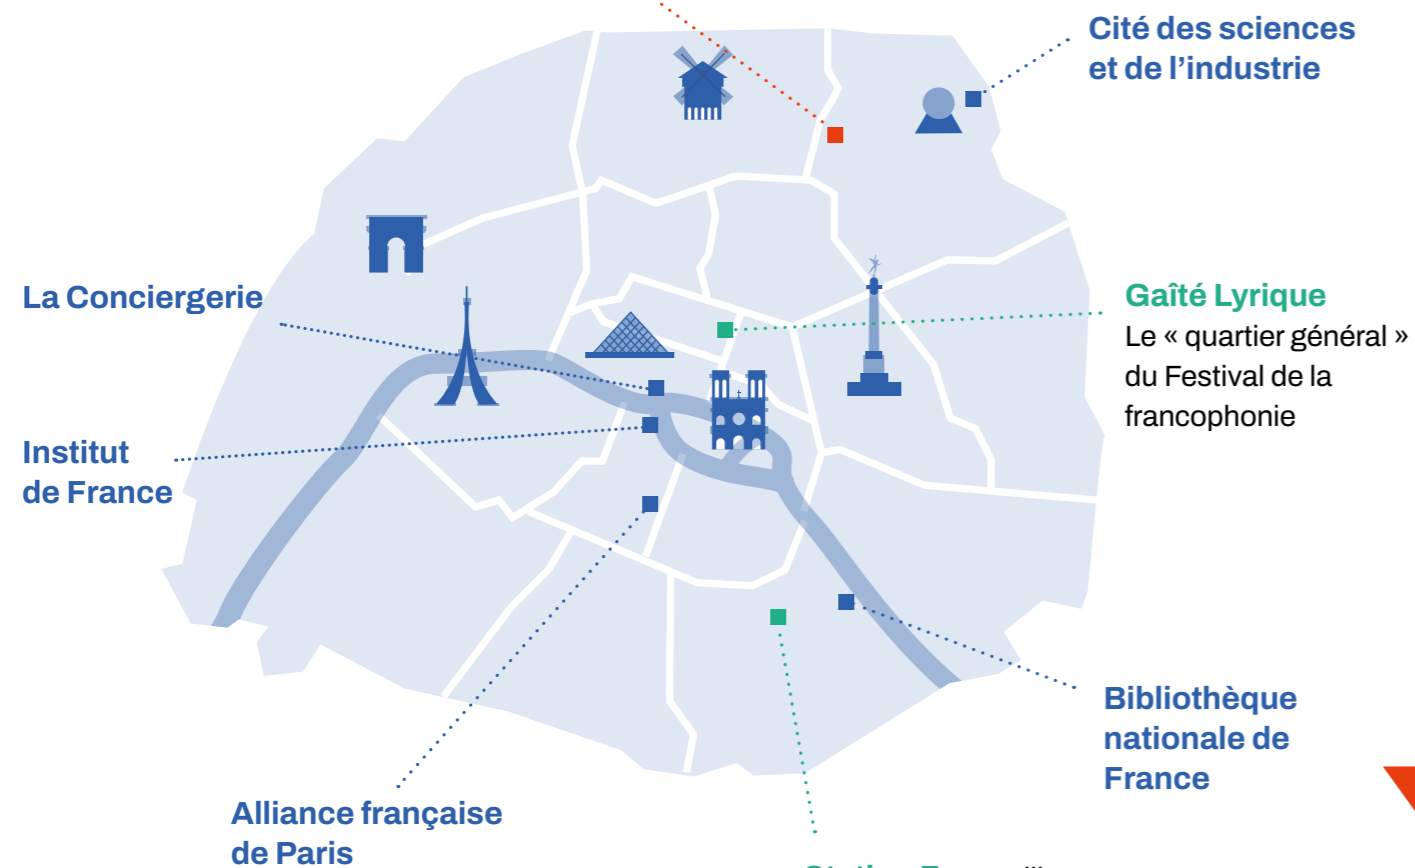 Cité des sciences
et de l’industrie
La Conciergerie
Gaîté Lyrique
Le « quartier général »
du Festival de la
francophonie
Institut
de France
Bibliothèque
nationale de
France
Alliance française
de Paris